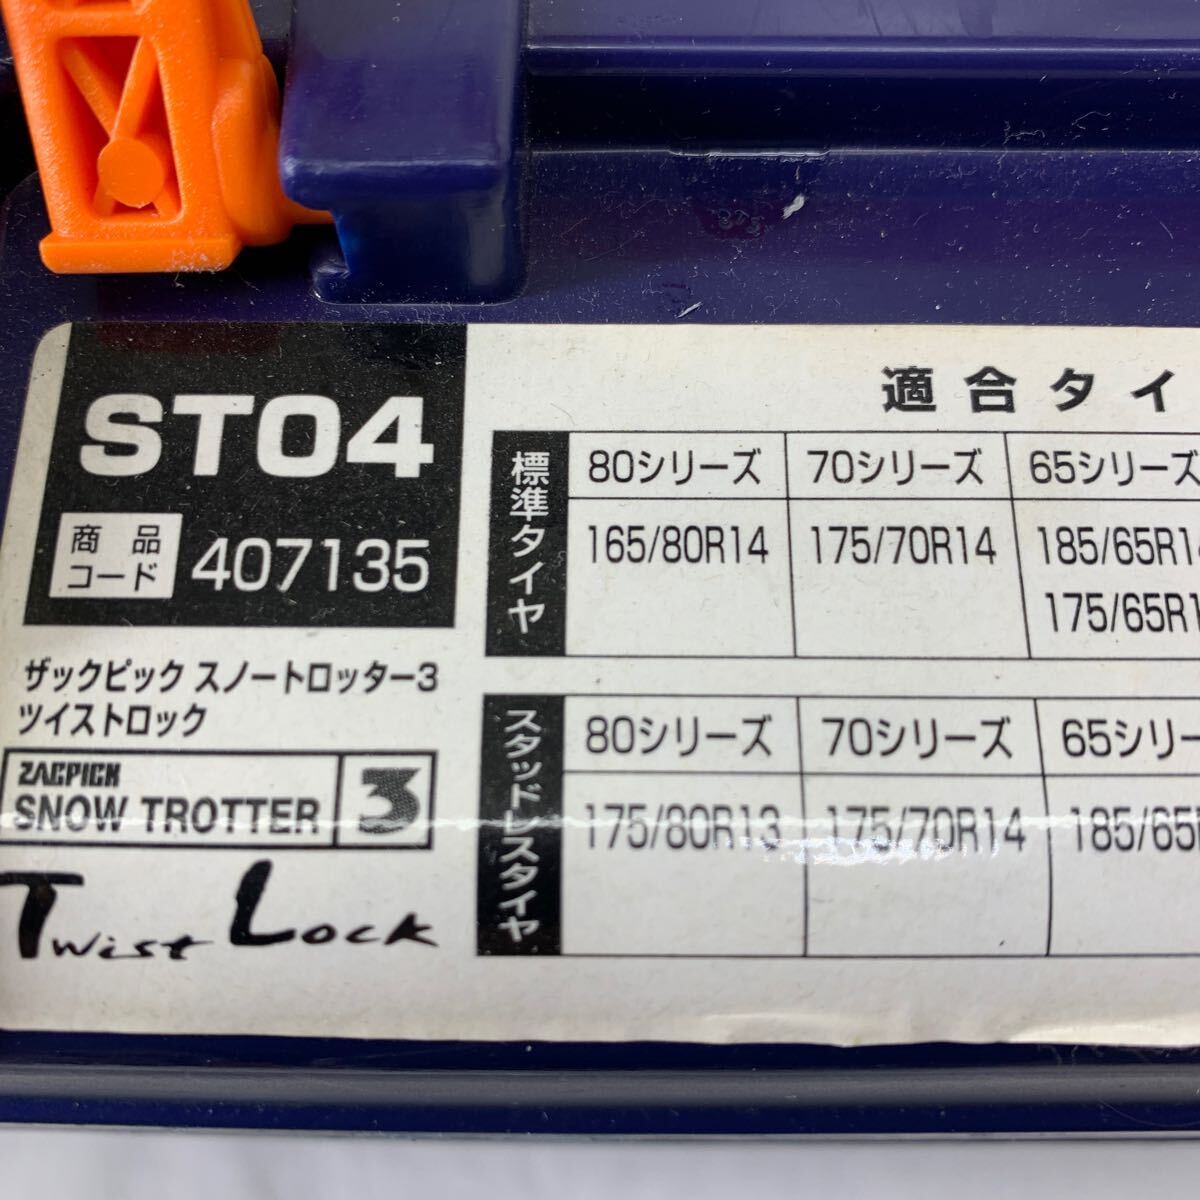 ST04
商品コード 407135
ザックピック スノートロッター3
ツイストロック
ZACPICK
SNOW TROTTER 3
Twist Lock
適合タイ
標準タイヤ
80シリーズ 70シリーズ 65シリーズ
165/80R14 175/70R14 185/65R14
175/65R1
スタッドレスタイヤ
80シリーズ 70シリーズ 65シリー
175/80R13 175/70R14 185/65R